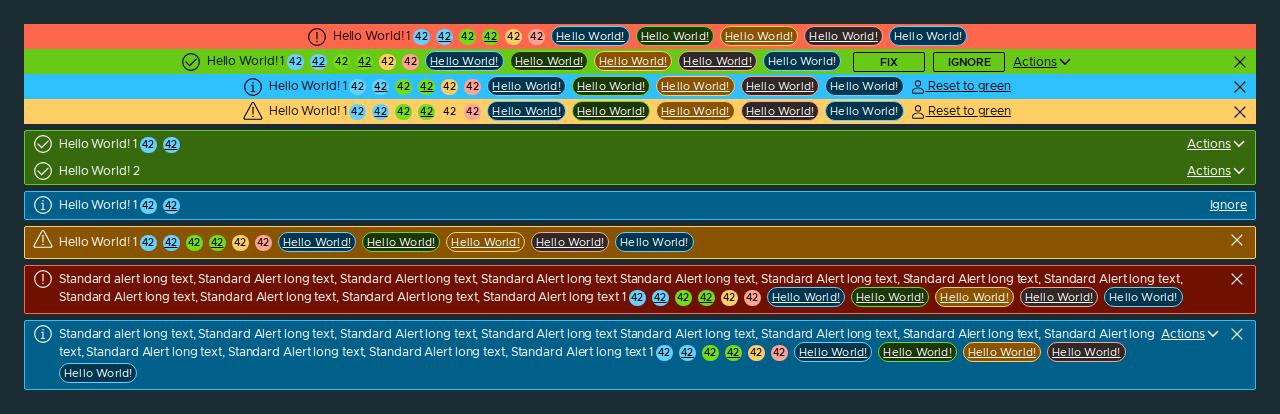 Hello World! 1 42 42 42 42 42 42 Hello World! Hello World! Hello World! Hello World! Hello World!
Hello World! 1 42 42 42 42 42 42 Hello World! Hello World! Hello World! Hello World! Hello World! FIX IGNORE Actions
Hello World! 1 42 42 42 42 42 42 Hello World! Hello World! Hello World! Hello World! Hello World! Reset to green
Hello World! 1 42 42 42 42 42 42 Hello World! Hello World! Hello World! Hello World! Hello World! Reset to green
Hello World! 1 42 42 Actions
Hello World! 2 Actions
Hello World! 1 42 42 Ignore
Hello World! 1 42 42 42 42 42 42 Hello World! Hello World! Hello World! Hello World! Hello World!
Standard alert long text, Standard Alert long text, Standard Alert long text, Standard Alert long text Standard Alert long text, Standard Alert long text, Standard Alert long text, Standard Alert long text,
Standard Alert long text, Standard Alert long text, Standard Alert long text, Standard Alert long text 1 42 42 42 42 42 42 Hello World! Hello World! Hello World! Hello World! Hello World!
Standard alert long text, Standard Alert long text, Standard Alert long text, Standard Alert long text Standard Alert long text, Standard Alert long text, Standard Alert long text, Standard Alert long Actions
text, Standard Alert long text, Standard Alert long text, Standard Alert long text, Standard Alert long text 1 42 42 42 42 42 42 Hello World! Hello World! Hello World! Hello World!
Hello World!